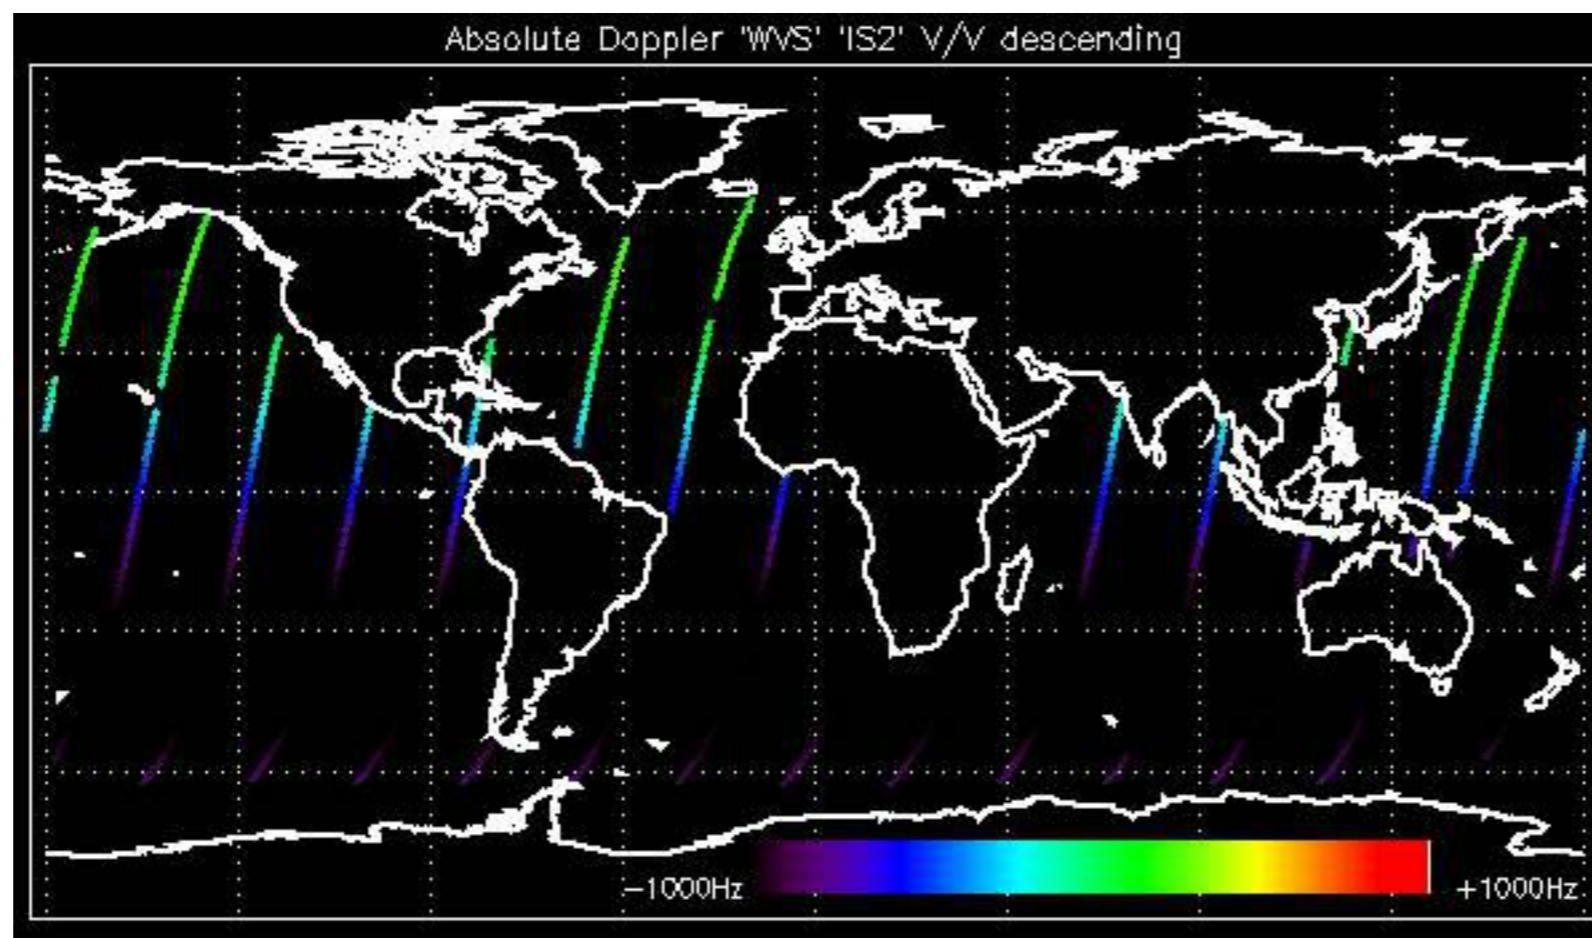 Absolute Doppler 'WVS' 'IS2' V/V descending
−1000Hz +1000Hz